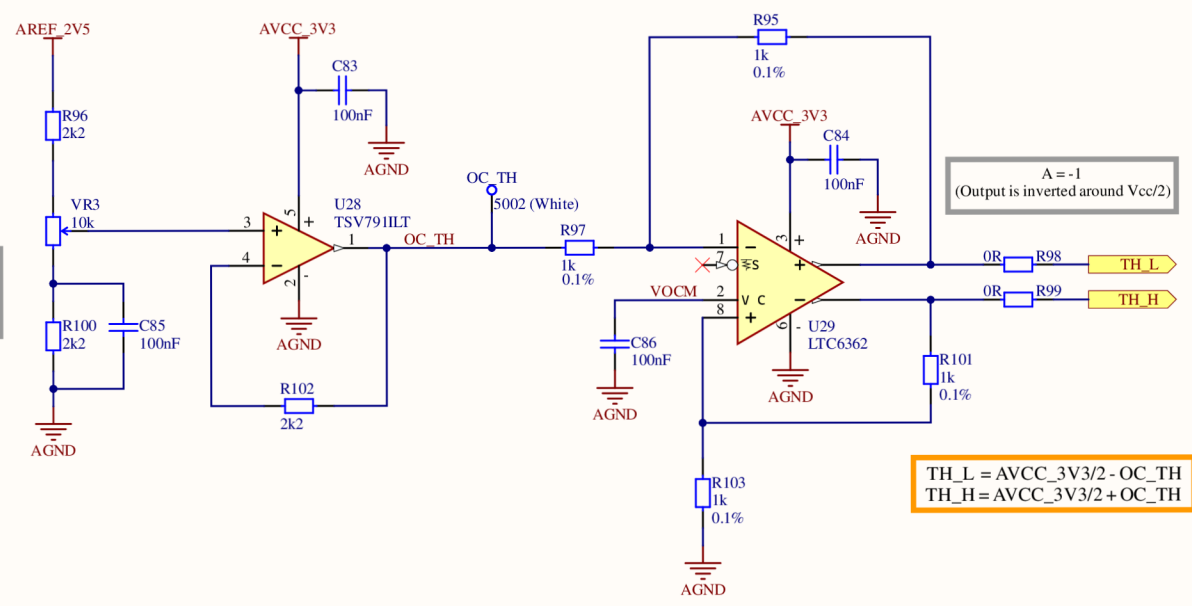 AREF_2V5
R96
2k2
VR3
10k
R100
2k2
C85
100nF
AGND
AVCC_3V3
C83
100nF
AGND
U28
TSV791ILT
3
+
4
-
5
+
1
2
-
AGND
R102
2k2
OC_TH
OC_TH
5002 (White)
R97
1k
0.1%
R95
1k
0.1%
AVCC_3V3
C84
100nF
AGND
1
-
7
FS
VOCM
2
V C
8
+
3
+
+
-
6
-
U29
LTC6362
AGND
C86
100nF
AGND
R101
1k
0.1%
R103
1k
0.1%
AGND
0R
R98
TH_L
0R
R99
TH_H
A = -1
(Output is inverted around Vcc/2)
TH_L = AVCC_3V3/2 - OC_TH
TH_H = AVCC_3V3/2 + OC_TH